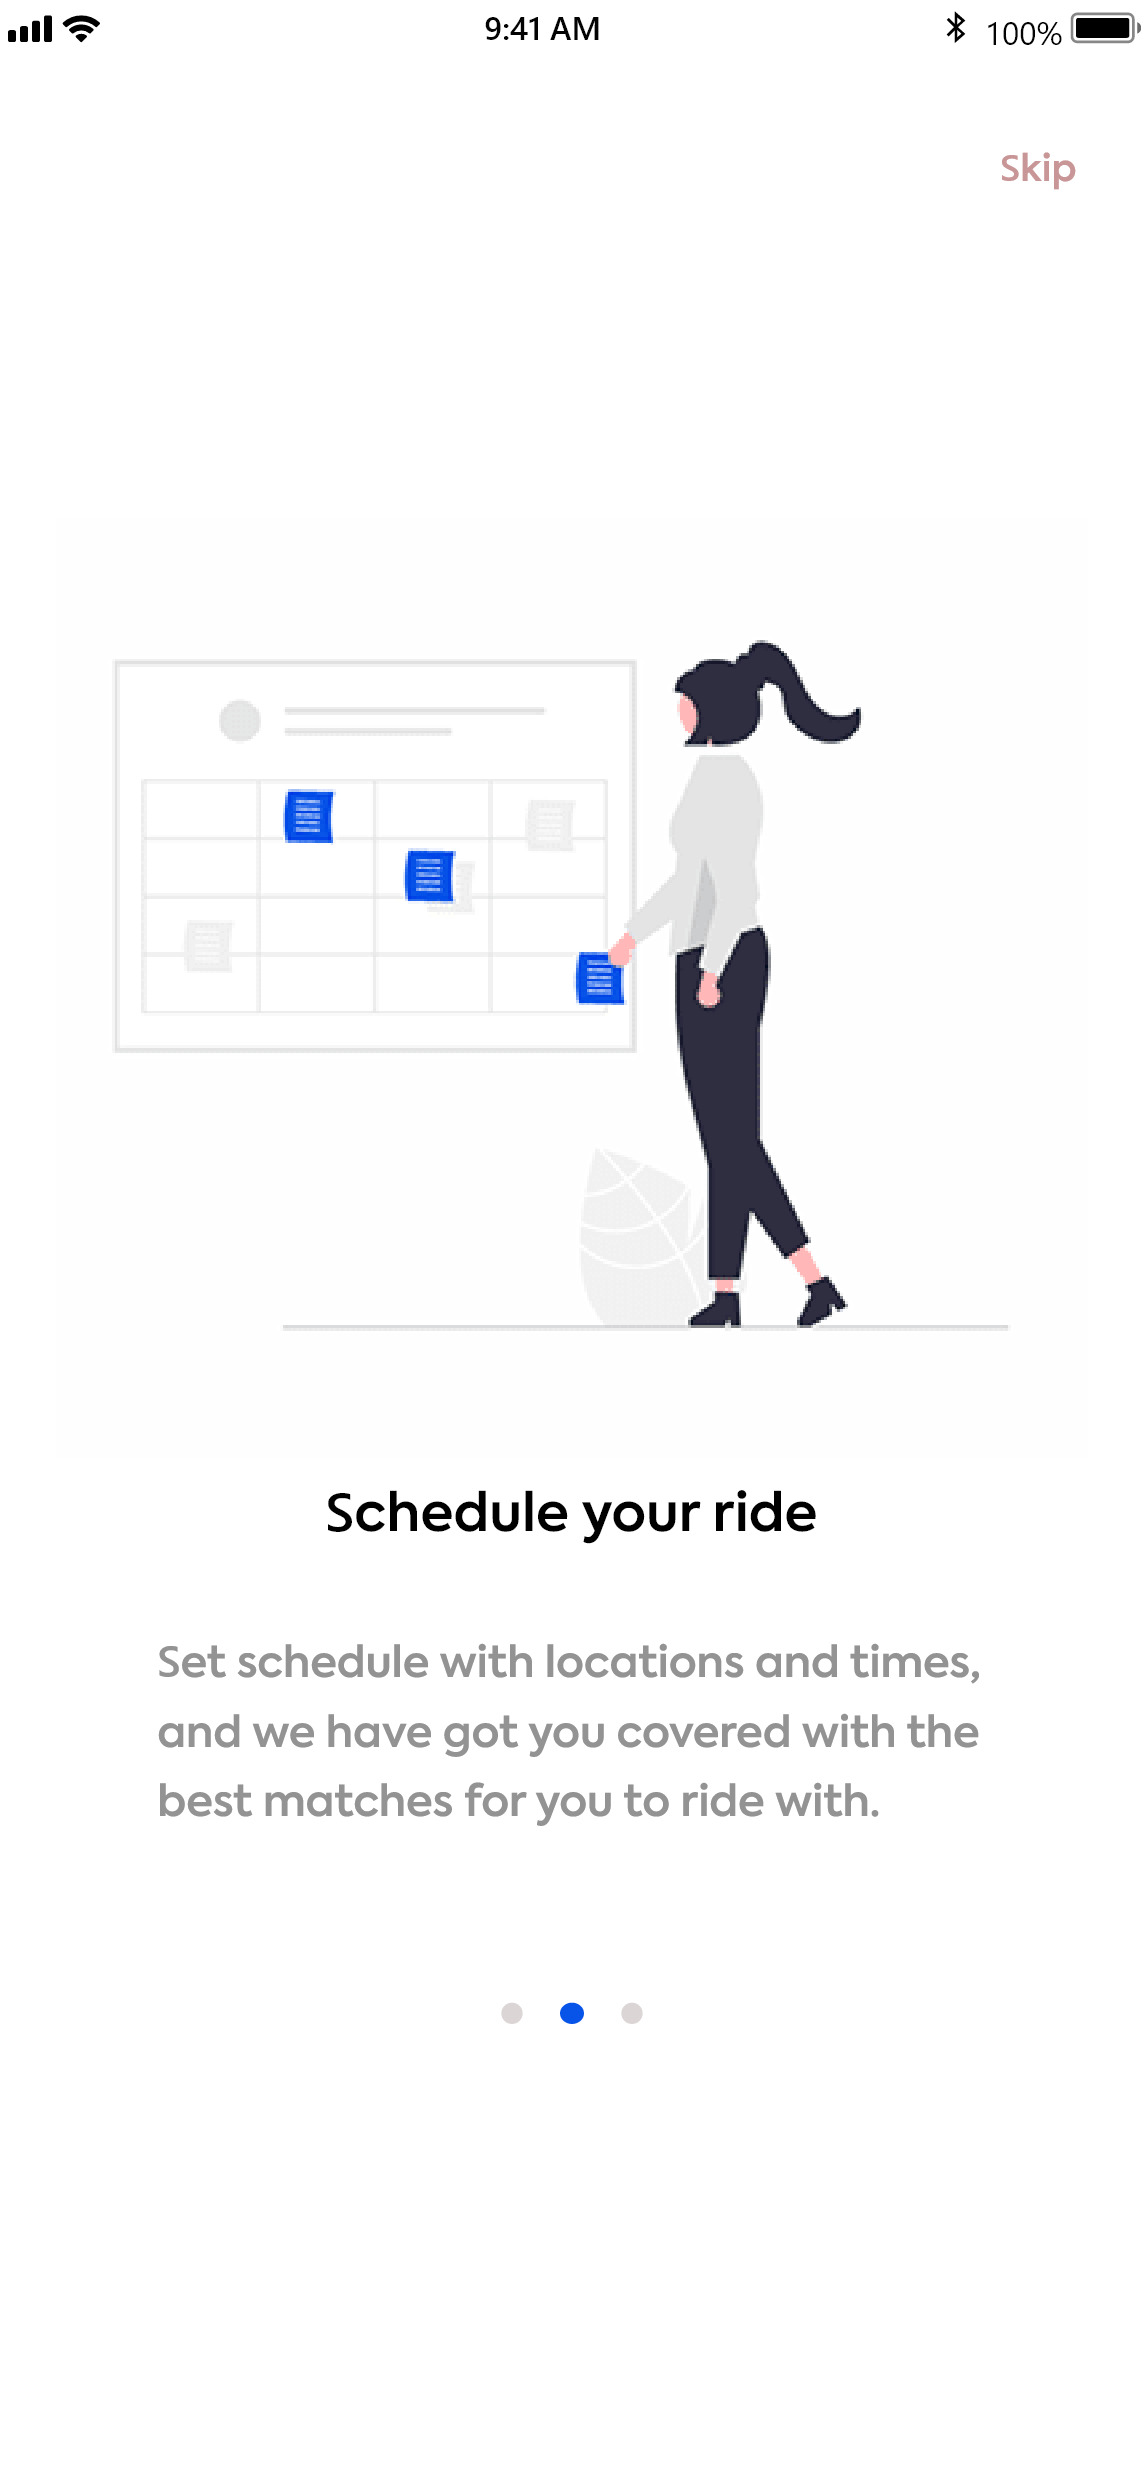 9:41 AM
100%
Skip
Schedule your ride
Set schedule with locations and times,
and we have got you covered with the
best matches for you to ride with.